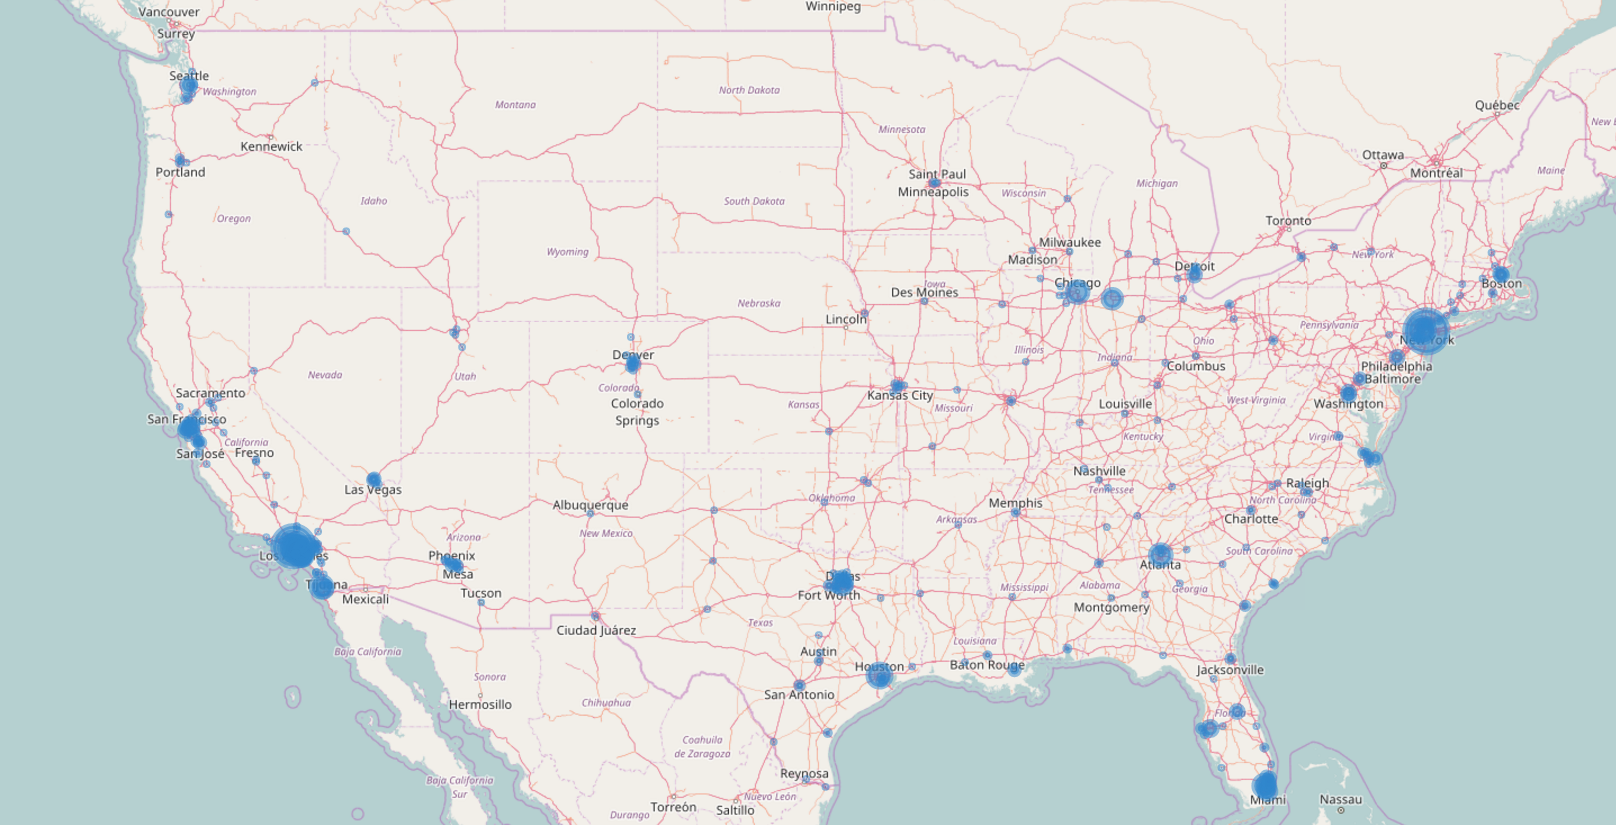 Vancouver
Winnipeg
Surrey
Seattle
Washington
North Dakota
Montana
Québec
Minnesota
Kennewick
Ottawa
Portland
Saint Paul
Montréal
Maine
Minneapolis
Wisconsin
Michigan
Idaho
South Dakota
Oregon
Toronto
Milwaukee
Wyoming
Madison
New York
Detroit
Chicago
Iowa
Boston
Des Moines
Nebraska
Lincoln
Pennsylvania
New York
Ohio
Illinois
Indiana
Denver
Columbus
Philadelphia
Nevada
Utah
Baltimore
Colorado
Sacramento
Kansas City
West Virginia
Colorado
Springs
Kansas
Missouri
Louisville
Washington
San Francisco
Kentucky
Virginia
California
San José
Fresno
Nashville
Las Vegas
Tennessee
Raleigh
Oklahoma
North Carolina
Albuquerque
Memphis
Arkansas
Charlotte
New Mexico
Arizona
Los Angeles
Phoenix
South Carolina
Mesa
Atlanta
Dallas
Tijuana
Mississippi
Alabama
Georgia
Tucson
Fort Worth
Mexicali
Montgomery
Texas
Ciudad Juárez
Louisiana
Baja California
Austin
Houston
Baton Rouge
Jacksonville
Sonora
San Antonio
Hermosillo
Chihuahua
Florida
Coahuila
de Zaragoza
Reynosa
Baja California
Sur
Nuevo León
Miami
Nassau
Torreón
Saltillo
Durango